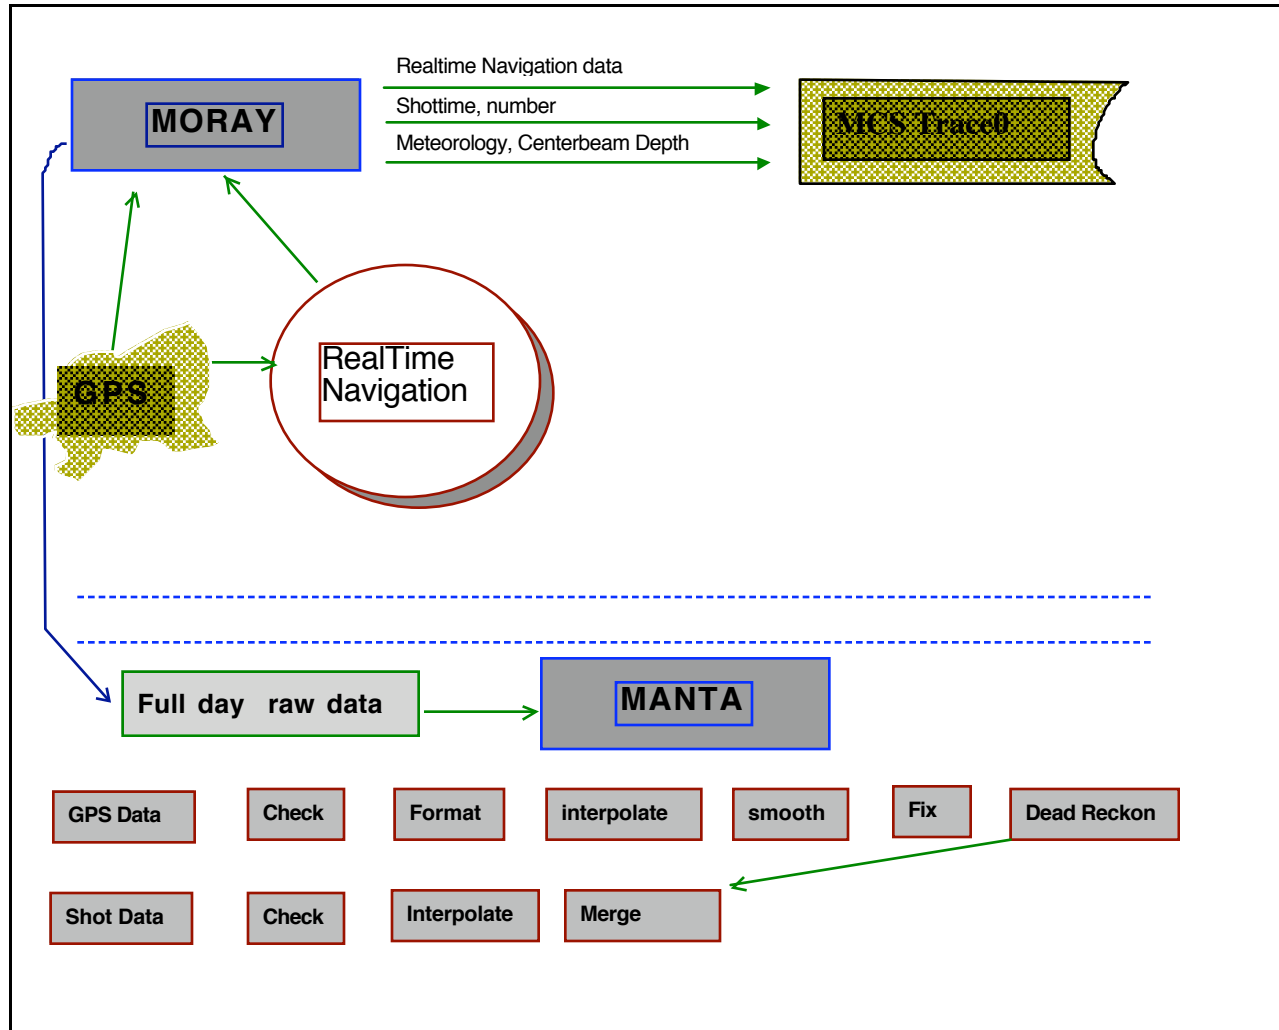 Realtime Navigation data
MORAY
Shottime, number
MCS Trace0
Meteorology, Centerbeam Depth
RealTime
Navigation
GPS
Full day raw data
MANTA
GPS Data
Check
Format
interpolate
smooth
Fix
Dead Reckon
Shot Data
Check
Interpolate
Merge